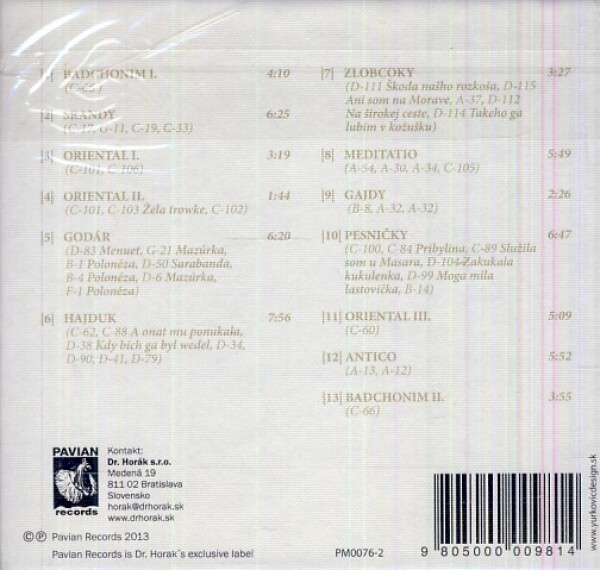 |1| BADCHONIM I. 4:10
(C-66)
|2| ŠRANDY 6:25
(C-17, G-11, C-19, C-33)
|3| ORIENTAL I. 3:19
(C-101, C-106)
|4| ORIENTAL II. 1:44
(C-101, C-103 Žela trowke, C-102)
|5| GODÁR 6:20
(D-83 Menuet, G-21 Mazúrka,
B-1 Polonéza, D-50 Sarabanda,
B-4 Polonéza, D-6 Mazúrka,
F-1 Polonéza)
|6| HAJDUK 7:56
(C-62, C-88 A onat mu ponukala,
D-38 Kdy bich ga byl wedel, D-34,
D-90, D-41, D-79)
|7| ZLOBCOKY 3:27
(D-111 Škoda našho rozkoša, D-115
Ani som na Morave, A-37, D-112
Na širokej ceste, D-114 Takeho ga
lubim v kožušku)
|8| MEDITATIO 5:49
(A-54, A-30, A-34, C-105)
|9| GAJDY 2:26
(B-8, A-32, A-32)
|10| PESNIČKY 6:47
(C-100, C-84 Pribylina, C-89 Služila
som u Masara, D-104 Zakukala
kukulenka, D-99 Moga mila
lastovička, B-14)
|11| ORIENTAL III. 5:09
(C-60)
|12| ANTICO 5:52
(A-13, A-12)
|13| BADCHONIM II. 3:55
(C-66)
PAVIAN
records
Kontakt:
Dr. Horák s.r.o.
Medená 19
811 02 Bratislava
Slovensko
horak@drhorak.sk
www.drhorak.sk
©℗ Pavian Records 2013
Pavian Records is Dr. Horak´s exclusive label
PM0076-2
9 805000 009814
www.yurkovicdesign.sk